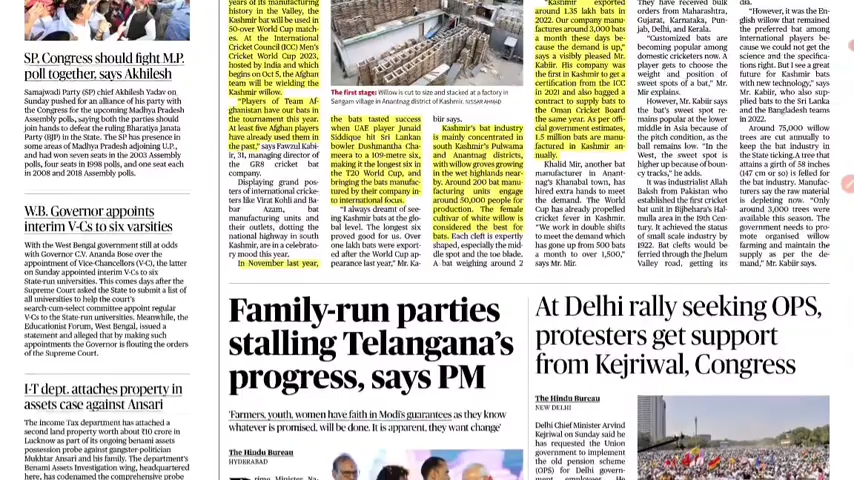 SP, Congress should fight M.P.
poll together, says Akhilesh
Samajwadi Party (SP) chief Akhilesh Yadav on
Sunday pushed for an alliance of his party with
the Congress for the upcoming Madhya Pradesh
Assembly polls, saying both the parties should
join hands to defeat the ruling Bharatiya Janata
Party (BJP) in the State. The SP has presence in
some areas of Madhya Pradesh adjoining U.P.,
and had won seven seats in the 2003 Assembly
polls, four seats in 1998 polls, and one seat each
in 2008 and 2018 Assembly polls.
W.B. Governor appoints
interim V-Cs to six varsities
With the West Bengal government still at odds
with Governor C.V. Ananda Bose over the
appointment of Vice-Chancellors (V-C), the latter
on Sunday appointed interim V-Cs to six
State-run universities. This comes days after the
Supreme Court asked the State to submit a list of
all universities to help the court's
search-cum-select committee appoint regular
V-Cs to the State-run universities. Meanwhile, the
Educationist Forum, West Bengal, issued a
statement and alleged that by making such
appointments the Governor is flouting the orders
of the Supreme Court.
I-T dept. attaches property in
assets case against Ansari
The Income Tax department has attached a
second land property worth about ₹10 crore in
Lucknow as part of its ongoing benami assets
possession probe against gangster-politician
Mukhtar Ansari and his family. The department's
Benami Assets Investigation wing, headquartered
here, has codenamed the comprehensive probe
years of its manufacturing
history in the Valley, the
Kashmir bat will be used in
50-over World Cup match-
es. At the International
Cricket Council (ICC) Men's
Cricket World Cup 2023,
hosted by India and which
begins on Oct 5, the Afghan
team will be wielding the
Kashmir willow.
"Players of Team Af-
ghanistan have our bats in
the tournament this year.
At least five Afghan players
have already used them in
the past," says Fawzul Kab-
ir, 31, managing director of
the GR8 cricket bat
company.
Displaying grand pos-
ters of international cricke-
ters like Virat Kohli and Ba-
bar Azam, bat
manufacturing units and
their outlets, dotting the
national highway in south
Kashmir, are in a celebrato-
ry mood this year.
In November last year,
The first stage: Willow is cut to size and stacked at a factory in
Sangam village in Anantnag district of Kashmir. NISSAR AHMAD
the bats tasted success
when UAE player Junaid
Siddique hit Sri Lankan
bowler Dushmantha Cha-
meera to a 109-metre six,
making it the longest six in
the T20 World Cup, and
bringing the bats manufac-
tured by their company in-
to international focus.
"I always dreamt of see-
ing Kashmir bats at the glo-
bal level. The longest six
proved good for us. Over
one lakh bats were export-
ed after the World Cup ap-
pearance last year," Mr. Ka-
biir says.
Kashmir's bat industry
is mainly concentrated in
south Kashmir's Pulwama
and Anantnag districts,
with willow groves growing
in the wet highlands near-
by. Around 200 bat ma-
nufacturing units engage
around 50,000 people for
production. The female
cultivar of white willow is
considered the best for
bats. Each cleft is expertly
shaped, especially the mid-
dle spot and the toe blade.
A bat weighing around 2
"Kashmir exported
around 1.35 lakh bats in
2022. Our company manu-
factures around 3,000 bats
a month these days be-
cause the demand is up,"
says a visibly pleased Mr.
Kabiir. His company was
the first in Kashmir to get a
certification from the ICC
in 2021 and also bagged a
contract to supply bats to
the Oman Cricket Board
the same year. As per offi-
cial government estimates,
1.5 million bats are manu-
factured in Kashmir an-
nually.
Khalid Mir, another bat
manufacturer in Anant-
nag's Khanabal town, has
hired extra hands to meet
the demand. The World
Cup has already propelled
cricket fever in Kashmir.
"We work in double shifts
to meet the demand which
has gone up from 500 bats
a month to over 1,500,"
says Mr. Mir.
They have received bulk
orders from Maharashtra,
Gujarat, Karnataka, Pun-
jab, Delhi, and Kerala.
"Customized bats are
becoming popular among
domestic cricketers now. A
player gets to choose the
weight and position of
sweet spots of a bat," Mr.
Mir explains.
However, Mr. Kabiir says
the bat's sweet spot re-
mains popular at the lower
middle in Asia because of
the pitch condition, as the
ball remains low. "In the
West, the sweet spot is
higher up because of boun-
cy tracks," he adds.
It was industrialist Allah
Baksh from Pakistan who
established the first cricket
bat unit in Bijbehara's Hal-
mulla area in the 19th Cen-
tury. It achieved the status
of small scale industry by
1922. Bat clefts would be
ferried through the Jhelum
Valley road, getting its
dia.
"However, it was the En-
glish willow that remained
the preferred bat among
international players be-
cause we could not get the
science and the specifica-
tions right. But I see a great
future for Kashmir bats
with new technology," says
Mr. Kabiir, who also sup-
plied bats to the Sri Lanka
and the Bangladesh teams
in 2022.
Around 75,000 willow
trees are cut annually to
keep the bat industry in
the State ticking. A tree that
attains a girth of 58 inches
(147 cm or so) is felled for
the bat industry. Manufac-
turers say the raw material
is depleting now. "Only
around 3,000 trees were
available this season. The
government needs to pro-
mote organised willow
farming and maintain the
supply as per the de-
mand," Mr. Kabiir says.
Family-run parties
stalling Telangana's
progress, says PM
'Farmers, youth, women have faith in Modi's guarantees as they know
whatever is promised, will be done. It is apparent, they want change'
The Hindu Bureau
HYDERABAD
Prime Minister Na-
At Delhi rally seeking OPS,
protesters get support
from Kejriwal, Congress
The Hindu Bureau
NEW DELHI
Delhi Chief Minister Arvind
Kejriwal on Sunday said he
has requested the Union
government to implement
the old pension scheme
(OPS) for Delhi govern-